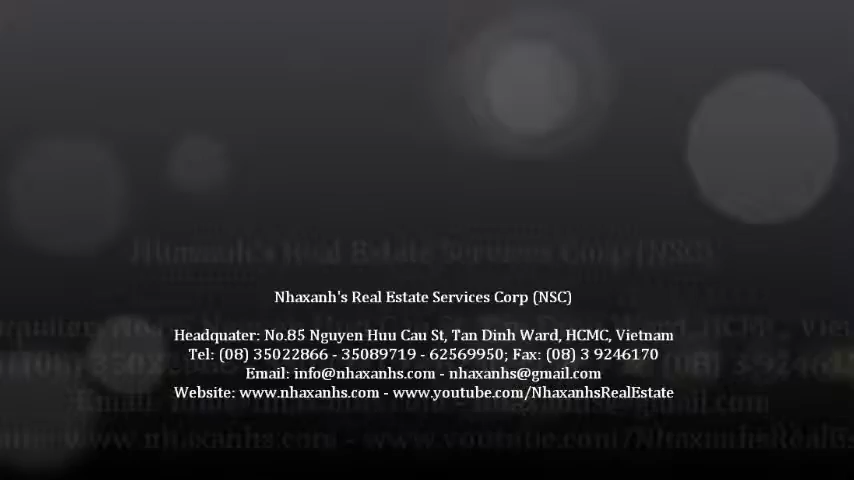 Nhaxanh's Real Estate Services Corp (NSC)
Headquater: No.85 Nguyen Huu Cau St, Tan Dinh Ward, HCMC, Vietnam
Tel: (08) 35022866 - 35089719 - 62569950; Fax: (08) 3 9246170
Email: info@nhaxanhs.com - nhaxanhs@gmail.com
Website: www.nhaxanhs.com - www.youtube.com/NhaxanhsRealEstate